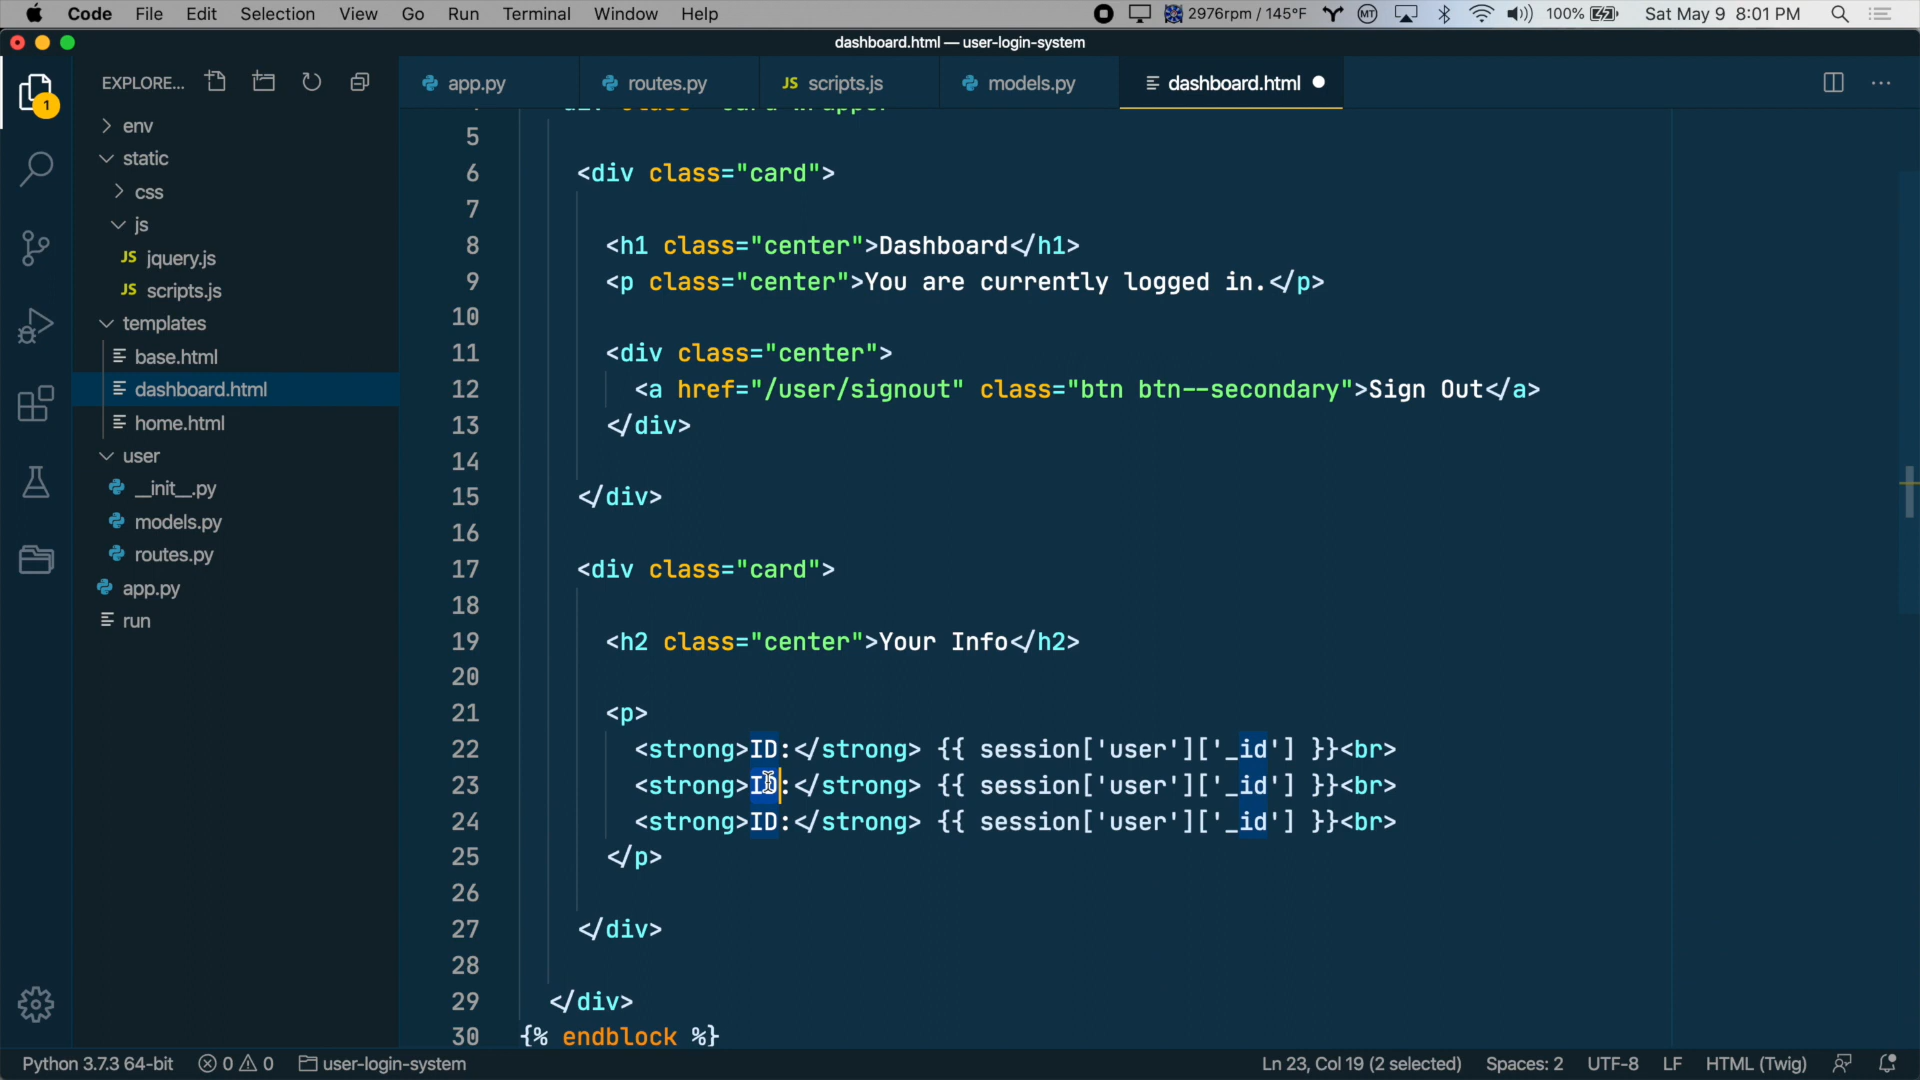 Code File Edit Selection View Go Run Terminal Window Help 2976rpm / 145°F MT 100% Sat May 9 8:01 PM
dashboard.html — user-login-system
EXPLORE...
1
env
static
css
js
JS jquery.js
JS scripts.js
templates
base.html
dashboard.html
home.html
user
__init__.py
models.py
routes.py
app.py
run
app.py routes.py JS scripts.js models.py dashboard.html
5
6 <div class="card">
7
8 <h1 class="center">Dashboard</h1>
9 <p class="center">You are currently logged in.</p>
10
11 <div class="center">
12 <a href="/user/signout" class="btn btn--secondary">Sign Out</a>
13 </div>
14
15 </div>
16
17 <div class="card">
18
19 <h2 class="center">Your Info</h2>
20
21 <p>
22 <strong>ID:</strong> {{ session['user']['_id'] }}<br>
23 <strong>ID:</strong> {{ session['user']['_id'] }}<br>
24 <strong>ID:</strong> {{ session['user']['_id'] }}<br>
25 </p>
26
27 </div>
28
29 </div>
30 {% endblock %}
Python 3.7.3 64-bit 0 0 user-login-system Ln 23, Col 19 (2 selected) Spaces: 2 UTF-8 LF HTML (Twig)